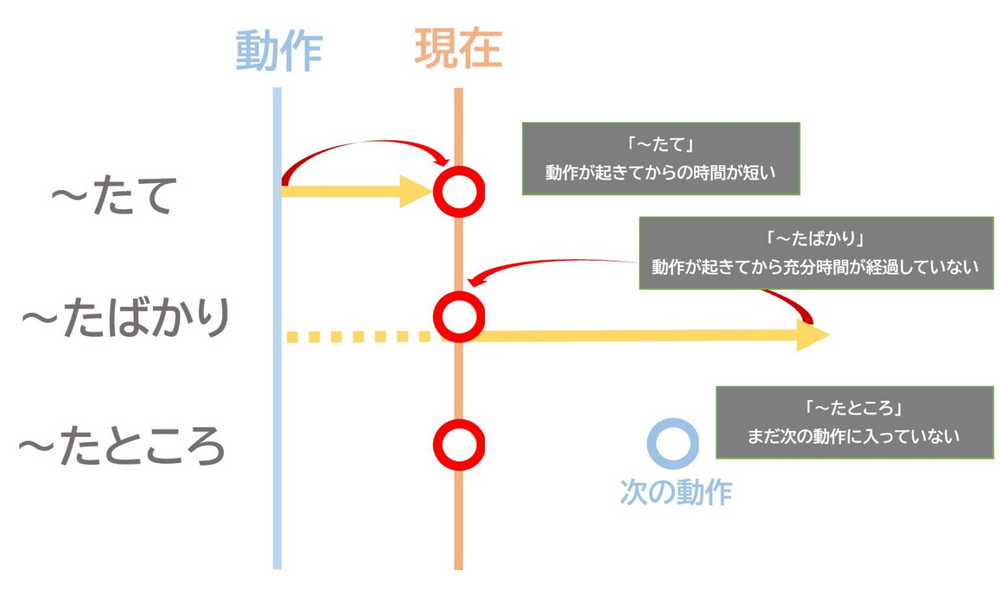 動作
現在
～たて
「～たて」
動作が起きてからの時間が短い
～たばかり
「～たばかり」
動作が起きてから充分時間が経過していない
～たところ
「～たところ」
まだ次の動作に入っていない
次の動作